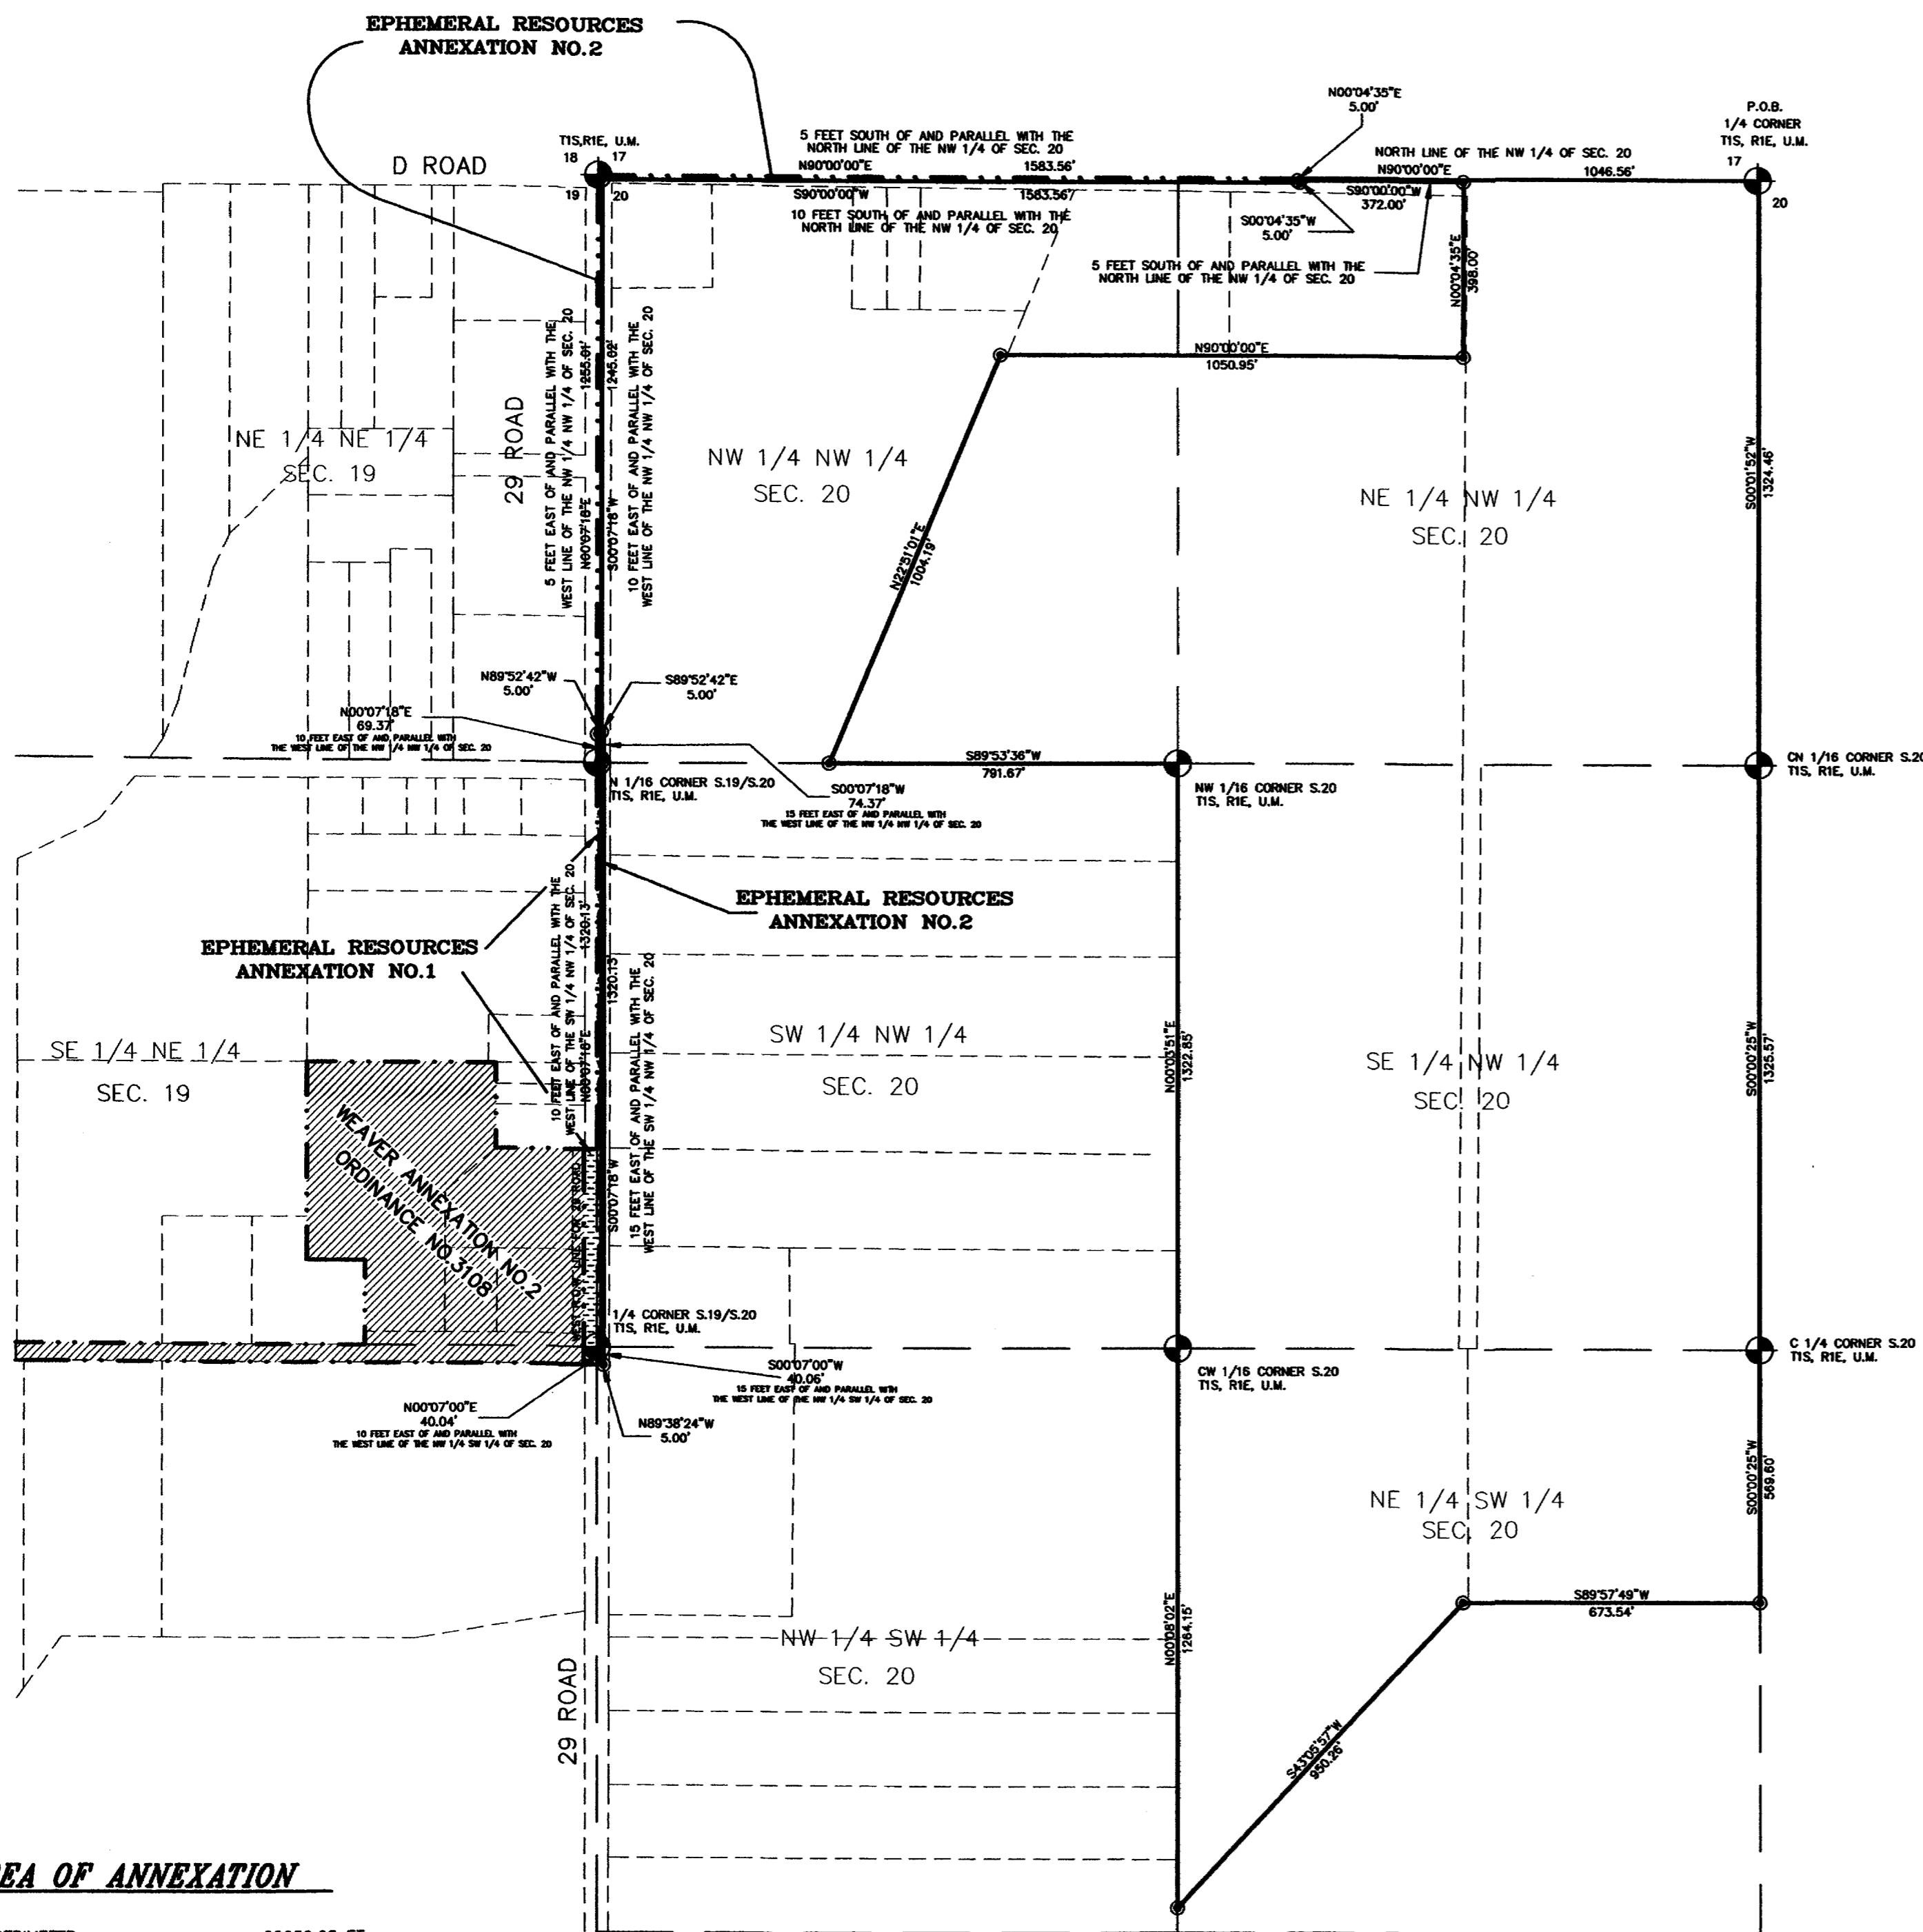 EPHEMERAL RESOURCES
ANNEXATION NO.2
N00°04'35"E
5.00'
P.O.B.
1/4 CORNER
T1S, R1E, U.M.
17
20
T1S,R1E, U.M.
18 17
19 20
D ROAD
5 FEET SOUTH OF AND PARALLEL WITH THE
NORTH LINE OF THE NW 1/4 OF SEC. 20
N90°00'00"E 1583.56'
S90°00'00"W 1583.56'
10 FEET SOUTH OF AND PARALLEL WITH THE
NORTH LINE OF THE NW 1/4 OF SEC. 20
NORTH LINE OF THE NW 1/4 OF SEC. 20
N90°00'00"E 1046.56'
S90°00'00"W
372.00'
S00°04'35"W
5.00'
5 FEET SOUTH OF AND PARALLEL WITH THE
NORTH LINE OF THE NW 1/4 OF SEC. 20
N00°04'35"E
398.00'
N90°00'00"E
1050.95'
5 FEET EAST OF AND PARALLEL WITH THE
WEST LINE OF THE NW 1/4 NW 1/4 OF SEC. 20
N00°07'18"E 1255.01'
S00°07'18"W 1245.02'
10 FEET EAST OF AND PARALLEL WITH THE
WEST LINE OF THE NW 1/4 NW 1/4 OF SEC. 20
29 ROAD
NE 1/4 NE 1/4
SEC. 19
NW 1/4 NW 1/4
SEC. 20
NE 1/4 NW 1/4
SEC. 20
S00°01'52"W
1324.46'
N22°51'01"E
1004.19'
N89°52'42"W
5.00'
S89°52'42"E
5.00'
N00°07'18"E
69.37'
10 FEET EAST OF AND PARALLEL WITH
THE WEST LINE OF THE NW 1/4 NW 1/4 OF SEC. 20
N 1/16 CORNER S.19/S.20
T1S, R1E, U.M.
S00°07'18"W
74.37'
15 FEET EAST OF AND PARALLEL WITH
THE WEST LINE OF THE NW 1/4 NW 1/4 OF SEC. 20
S89°53'36"W
791.67'
NW 1/16 CORNER S.20
T1S, R1E, U.M.
CN 1/16 CORNER S.20
T1S, R1E, U.M.
EPHEMERAL RESOURCES
ANNEXATION NO.2
EPHEMERAL RESOURCES
ANNEXATION NO.1
10 FEET EAST OF AND PARALLEL WITH THE
WEST LINE OF THE SW 1/4 NW 1/4 OF SEC. 20
N00°07'18"E 1320.13'
S00°07'18"W 1320.13'
15 FEET EAST OF AND PARALLEL WITH THE
WEST LINE OF THE SW 1/4 NW 1/4 OF SEC. 20
SE 1/4 NE 1/4
SEC. 19
SW 1/4 NW 1/4
SEC. 20
N00°03'51"E
1322.85'
SE 1/4 NW 1/4
SEC. 20
S00°00'25"W
1325.57'
WEAVER ANNEXATION NO.2
ORDINANCE NO.3108
WEST R.O.W. LINE FOR 29 ROAD
1/4 CORNER S.19/S.20
T1S, R1E, U.M.
S00°07'00"W
40.06'
15 FEET EAST OF AND PARALLEL WITH
THE WEST LINE OF THE NW 1/4 SW 1/4 OF SEC. 20
N00°07'00"E
40.04'
10 FEET EAST OF AND PARALLEL WITH
THE WEST LINE OF THE NW 1/4 SW 1/4 OF SEC. 20
N89°38'24"W
5.00'
CW 1/16 CORNER S.20
T1S, R1E, U.M.
C 1/4 CORNER S.20
T1S, R1E, U.M.
S00°00'25"W
569.60'
NE 1/4 SW 1/4
SEC. 20
S89°57'49"W
673.54'
NW 1/4 SW 1/4
SEC. 20
N00°08'02"E
1264.15'
29 ROAD
S43°05'57"W
950.26'
EA OF ANNEXATION